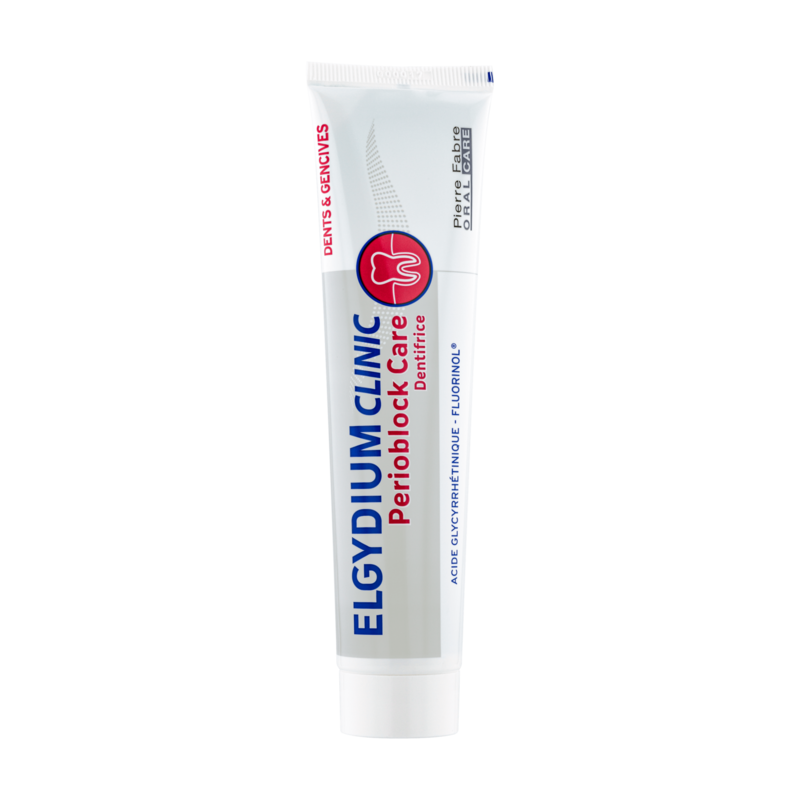 DENTS & GENCIVES
Pierre Fabre
ORAL CARE
ELGYDIUM CLINIC
Perioblock Care
Dentifrice
ACIDE GLYCYRRHÉTINIQUE - FLUORINOL®